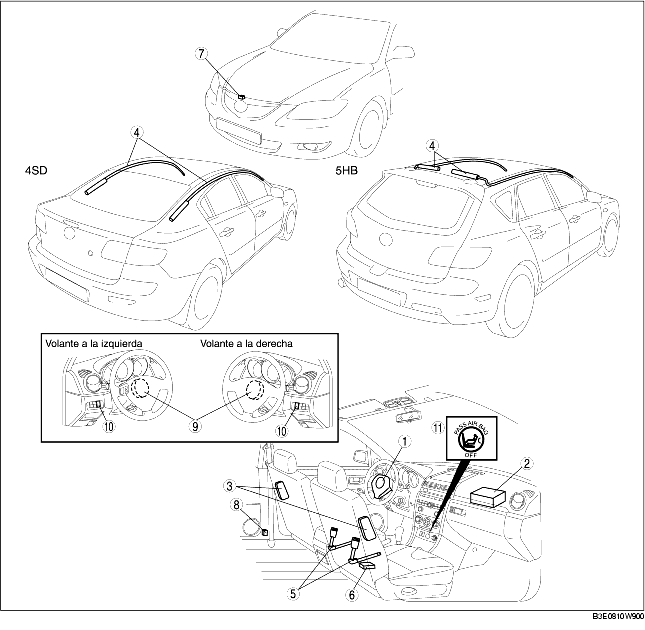 7
4
4
4SD
5HB
Volante a la izquierda
Volante a la derecha
10
9
10
11
PASS AIR BAG
OFF
1
2
3
8
5
6
B3E0810W900